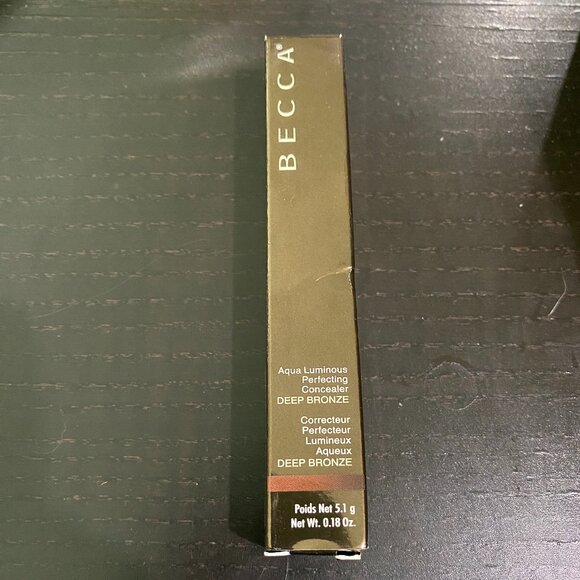 BECCA®
Aqua Luminous
Perfecting
Concealer
DEEP BRONZE
Correcteur
Perfecteur
Lumineux
Aqueux
DEEP BRONZE
Poids Net 5.1 g
Net Wt. 0.18 Oz.